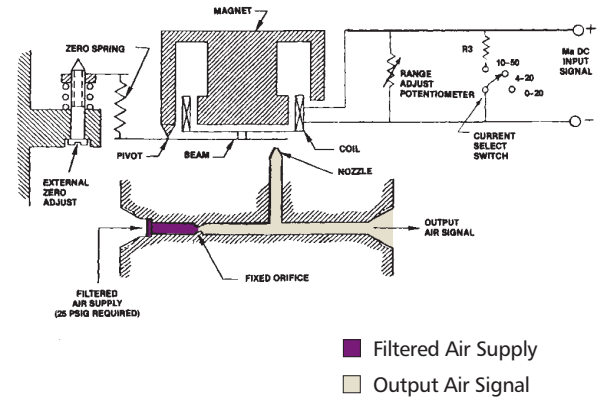 MAGNET
ZERO SPRING
+
R3
Ma DC
INPUT
SIGNAL
10-50
4-20
0-20
RANGE
ADJUST
POTENTIOMETER
CURRENT
SELECT
SWITCH
−
PIVOT
BEAM
COIL
NOZZLE
EXTERNAL
ZERO
ADJUST
OUTPUT
AIR SIGNAL
FIXED ORIFICE
FILTERED
AIR SUPPLY
(25 PSIG REQUIRED)
Filtered Air Supply
Output Air Signal